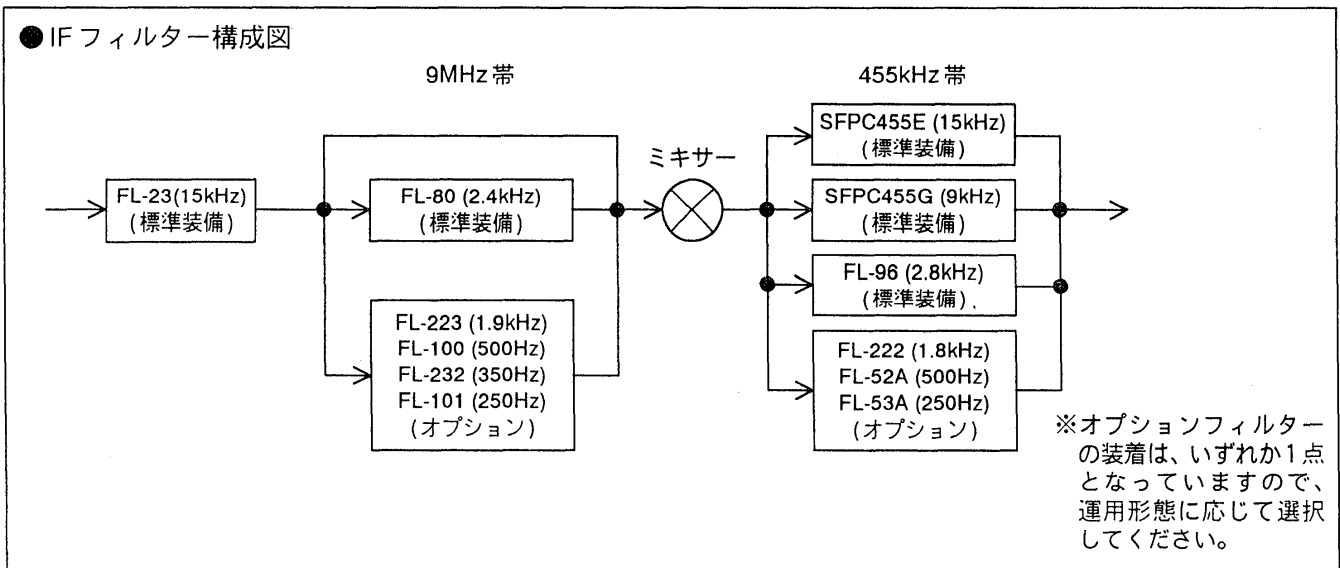 ●IFフィルター構成図
9MHz帯
455kHz帯
SFPC455E (15kHz)
(標準装備)
ミキサー
FL-23(15kHz)
(標準装備)
FL-80 (2.4kHz)
(標準装備)
SFPC455G (9kHz)
(標準装備)
FL-96 (2.8kHz)
(標準装備)
FL-223 (1.9kHz)
FL-100 (500Hz)
FL-232 (350Hz)
FL-101 (250Hz)
(オプション)
FL-222 (1.8kHz)
FL-52A (500Hz)
FL-53A (250Hz)
(オプション)
※オプションフィルター
の装着は、いずれか1点
となっていますので、
運用形態に応じて選択
してください。